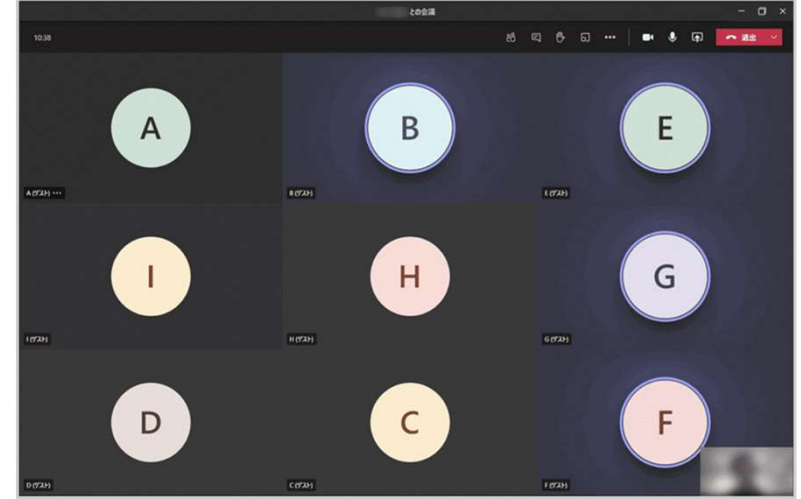 との会議
10:38
退出
A
B
E
A (ゲスト) •••
B (ゲスト)
E (ゲスト)
I
H
G
I (ゲスト)
H (ゲスト)
G (ゲスト)
D
C
F
D (ゲスト)
C (ゲスト)
F (ゲスト)